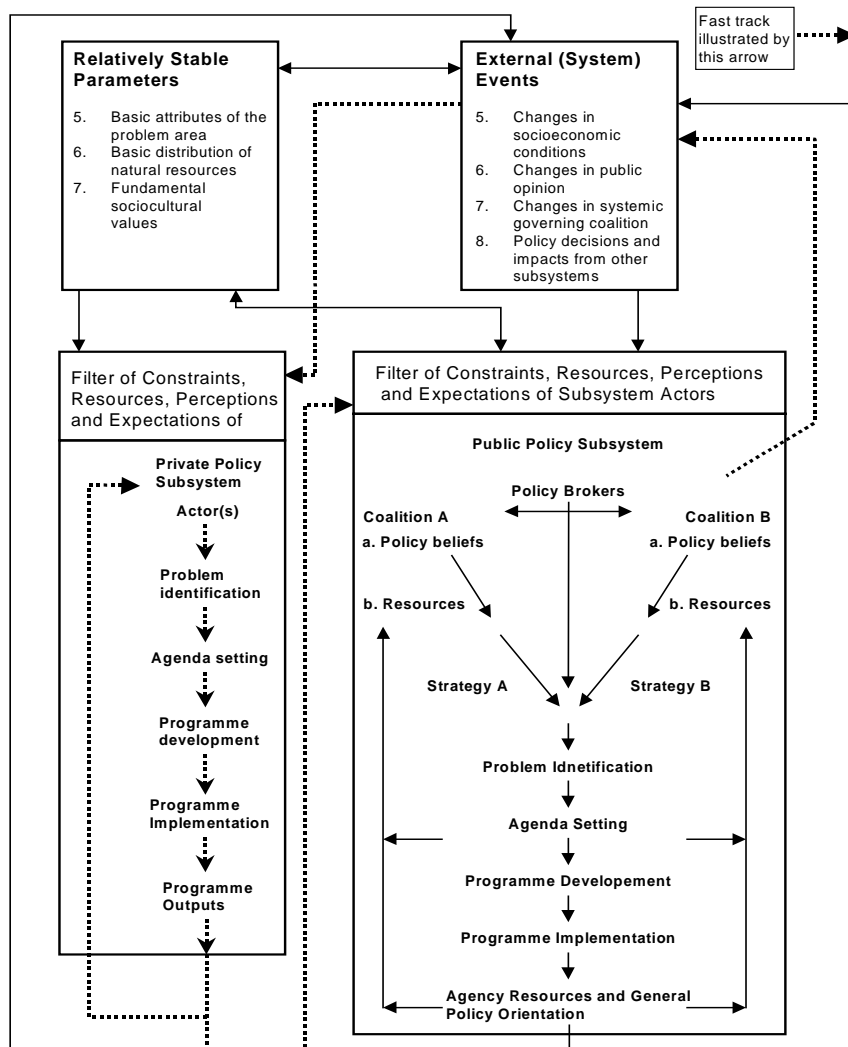 Fast track
illustrated by
this arrow
Relatively Stable
Parameters
5. Basic attributes of the
problem area
6. Basic distribution of
natural resources
7. Fundamental
sociocultural
values
External (System)
Events
5. Changes in
socioeconomic
conditions
6. Changes in public
opinion
7. Changes in systemic
governing coalition
8. Policy decisions and
impacts from other
subsystems
Filter of Constraints,
Resources, Perceptions
and Expectations of
Private Policy
Subsystem
Actor(s)
Problem
identification
Agenda setting
Programme
development
Programme
Implementation
Programme
Outputs
Filter of Constraints, Resources, Perceptions
and Expectations of Subsystem Actors
Public Policy Subsystem
Policy Brokers
Coalition A
a. Policy beliefs
b. Resources
Strategy A
Coalition B
a. Policy beliefs
b. Resources
Strategy B
Problem Idnetification
Agenda Setting
Programme Developement
Programme Implementation
Agency Resources and General
Policy Orientation